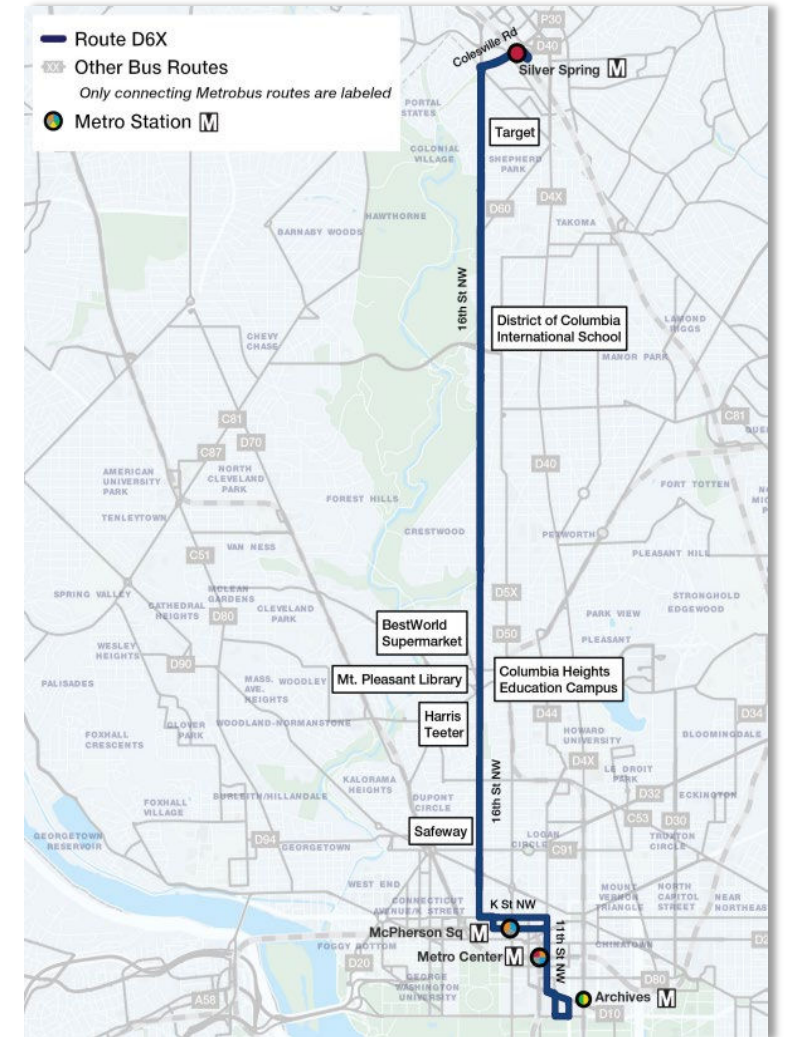 Route D6X
XX
Other Bus Routes
Only connecting Metrobus routes are labeled
Metro Station M
P30
Colesville Rd
D40
Silver Spring M
PORTAL
STATES
Target
COLONIAL
VILLAGE
SHEPHERD
PARK
D4X
D60
HAWTHORNE
TAKOMA
BARNABY WOODS
16th St NW
District of Columbia
International School
LAMOND
RIGGS
CHEVY
CHASE
MANOR PARK
C81
C81
D70
C87
AMERICAN
UNIVERSITY
PARK
NORTH
CLEVELAND
PARK
D40
FORT TOTTEN
FOREST HILLS
TENLEYTOWN
CRESTWOOD
PETWORTH
VAN NESS
C51
PLEASANT HILL
SPRING VALLEY
MCLEAN
GARDENS
D5X
STRONGHOLD
CATHEDRAL
HEIGHTS
D80
CLEVELAND
PARK
PARK VIEW
EDGEWOOD
BestWorld
Supermarket
D50
PLEASANT
WESLEY
HEIGHTS
D90
PALISADES
MASS.
AVE.
HEIGHTS
WOODLEY
Mt. Pleasant Library
Columbia Heights
Education Campus
Harris
Teeter
D44
D34
GLOVER
PARK
WOODLAND-NORMANSTONE
FOXHALL
CRESCENTS
HOWARD
UNIVERSITY
BLOOMINGDALE
D4X
LE DROIT
PARK
16th St NW
KALORAMA
HEIGHTS
D32
ECKINGTON
FOXHALL
VILLAGE
BURLEITH/HILLANDALE
DUPONT
CIRCLE
C53
D30
GEORGETOWN
RESERVOIR
Safeway
LOGAN
CIRCLE
TRUXTON
CIRCLE
D94
GEORGETOWN
C91
WEST END
CONNECTICUT
AVENUE/K STREET
K St NW
MOUNT
VERNON
TRIANGLE
NORTH
CAPITOL
STREET
NEAR
McPherson Sq M
11th St NW
FOGGY BOTTOM
CHINATOWN
Metro Center M
D20
GEORGE
WASHINGTON
UNIVERSITY
D80
A58
Archives M
D10